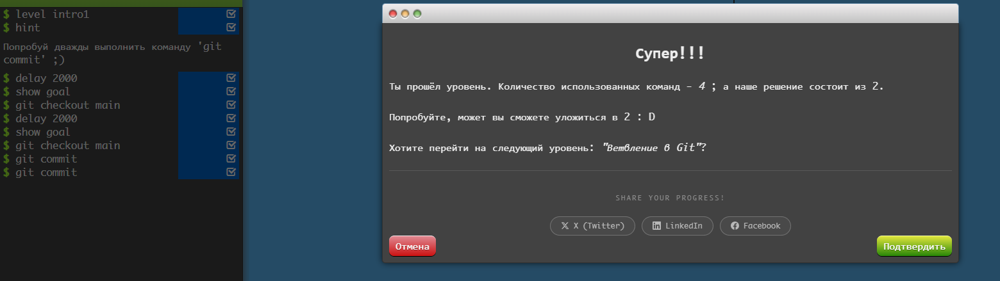 $ level intro1
$ hint
Попробуй дважды выполнить команду 'git
commit' ;)
$ delay 2000
$ show goal
$ git checkout main
$ delay 2000
$ show goal
$ git checkout main
$ git commit
$ git commit
Супер!!!
Ты прошёл уровень. Количество использованных команд - 4 ; а наше решение состоит из 2.
Попробуйте, может вы сможете уложиться в 2 : D
Хотите перейти на следующий уровень: "Ветвление в Git"?
SHARE YOUR PROGRESS!
X (Twitter)
LinkedIn
Facebook
Отмена
Подтвердить